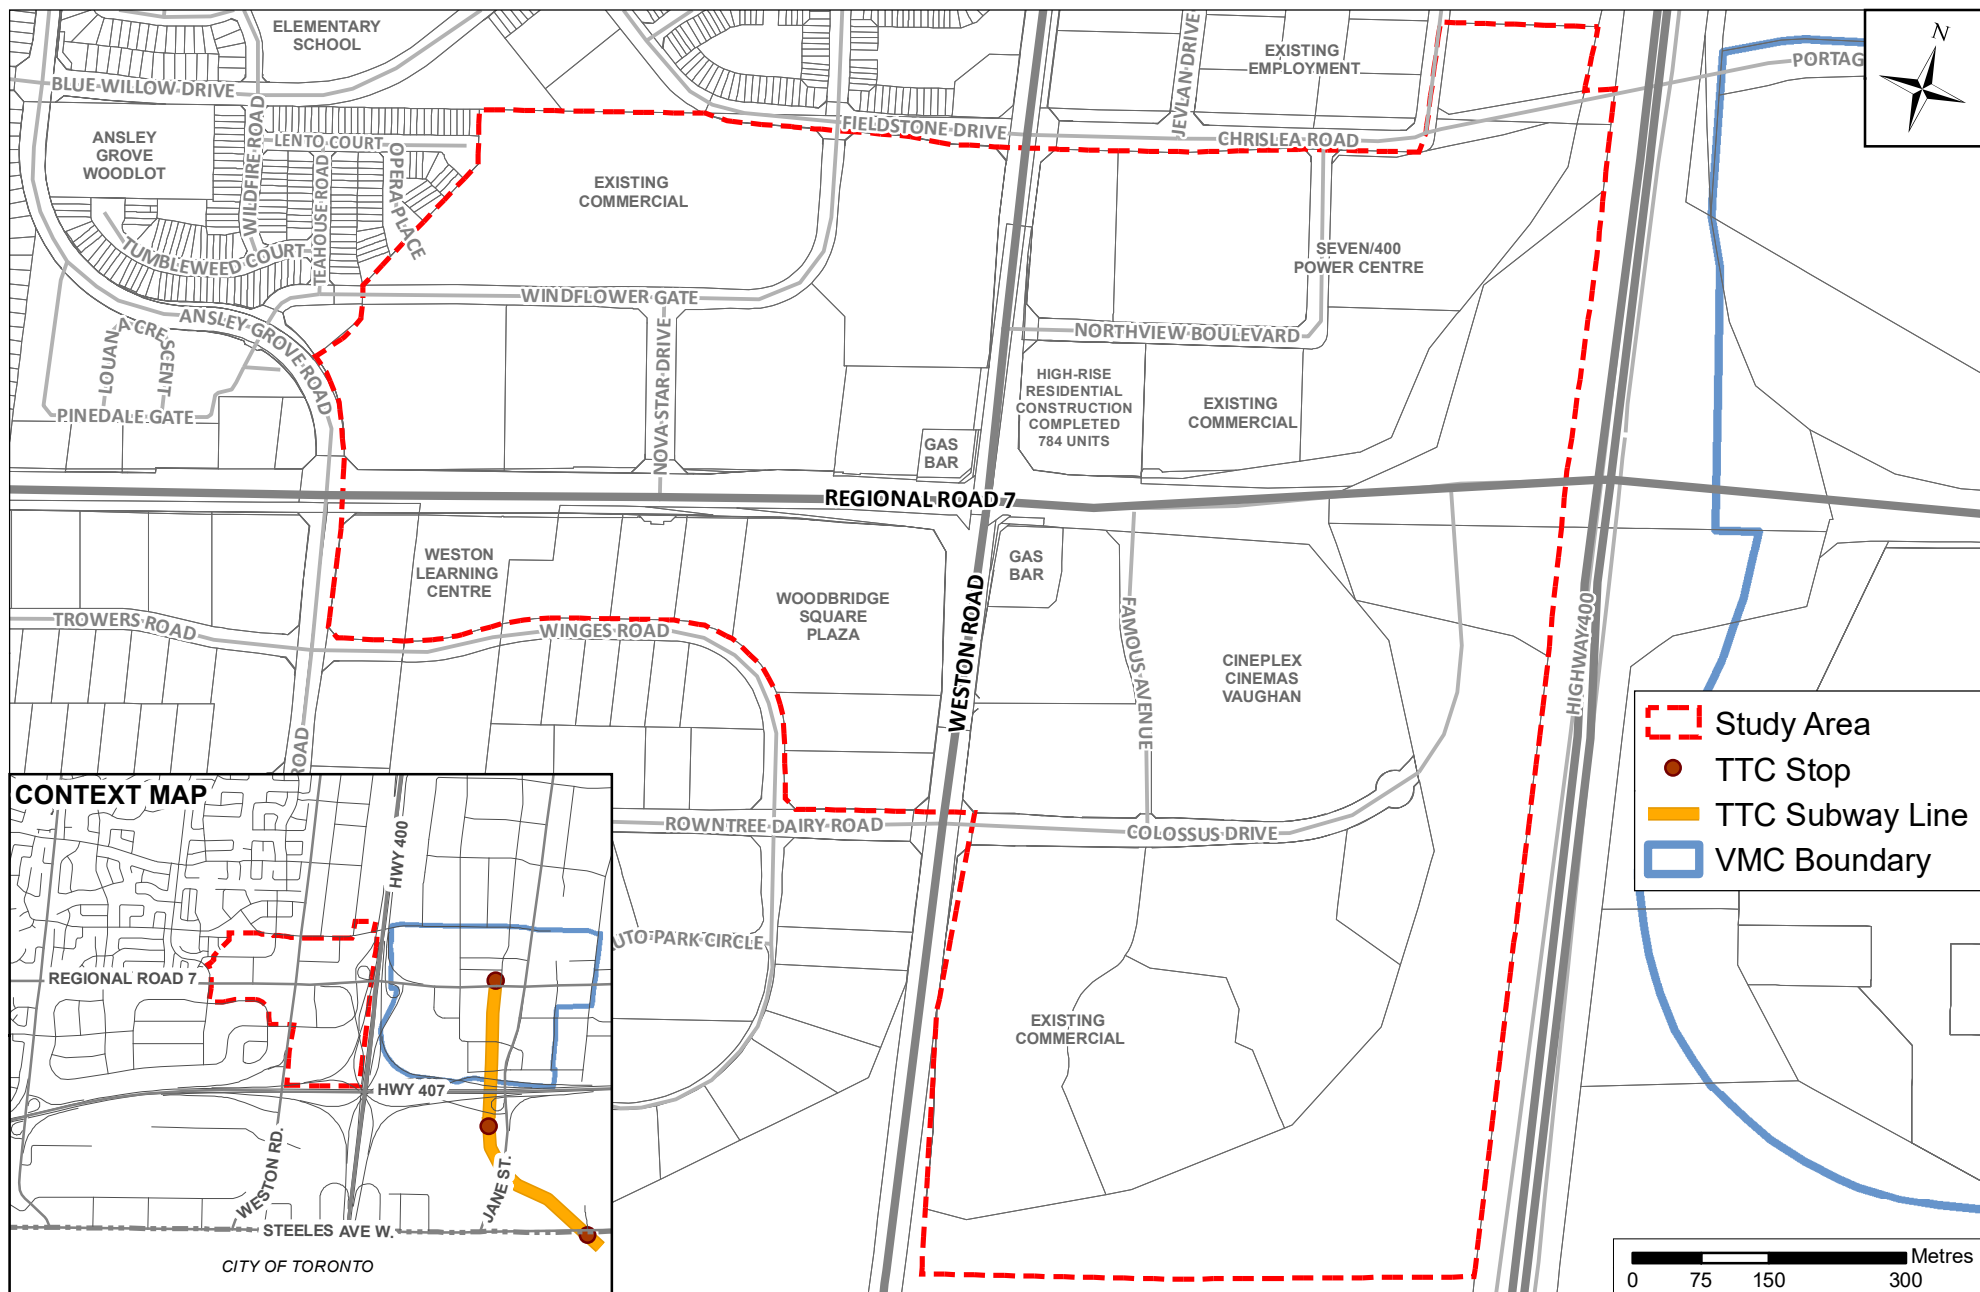 ELEMENTARY
SCHOOL
BLUE WILLOW DRIVE
ANSLEY
GROVE
WOODLOT
WILDFIRE ROAD
LENTO COURT
TEAHOUSE ROAD
OPERA PLACE
TUMBLEWEED COURT
ANSLEY GROVE ROAD
LOUANA CRESCENT
PINEDALE GATE
EXISTING
COMMERCIAL
WINDFLOWER GATE
NOVA STAR DRIVE
FIELDSTONE DRIVE
JEVLAN DRIVE
EXISTING
EMPLOYMENT
CHRISLEA ROAD
PORTAG
N
SEVEN/400
POWER CENTRE
NORTHVIEW BOULEVARD
HIGH-RISE
RESIDENTIAL
CONSTRUCTION
COMPLETED
784 UNITS
EXISTING
COMMERCIAL
GAS
BAR
REGIONAL ROAD 7
WESTON
LEARNING
CENTRE
WOODBRIDGE
SQUARE
PLAZA
GAS
BAR
WESTON ROAD
FAMOUS AVENUE
CINEPLEX
CINEMAS
VAUGHAN
HIGHWAY 400
TROWERS ROAD
WINGES ROAD
ROAD
ROWNTREE DAIRY ROAD
COLOSSUS DRIVE
UTO PARK CIRCLE
EXISTING
COMMERCIAL
Study Area
TTC Stop
TTC Subway Line
VMC Boundary
CONTEXT MAP
HWY 400
REGIONAL ROAD 7
HWY 407
WESTON RD.
JANE ST.
STEELES AVE W.
CITY OF TORONTO
Metres
0 75 150 300